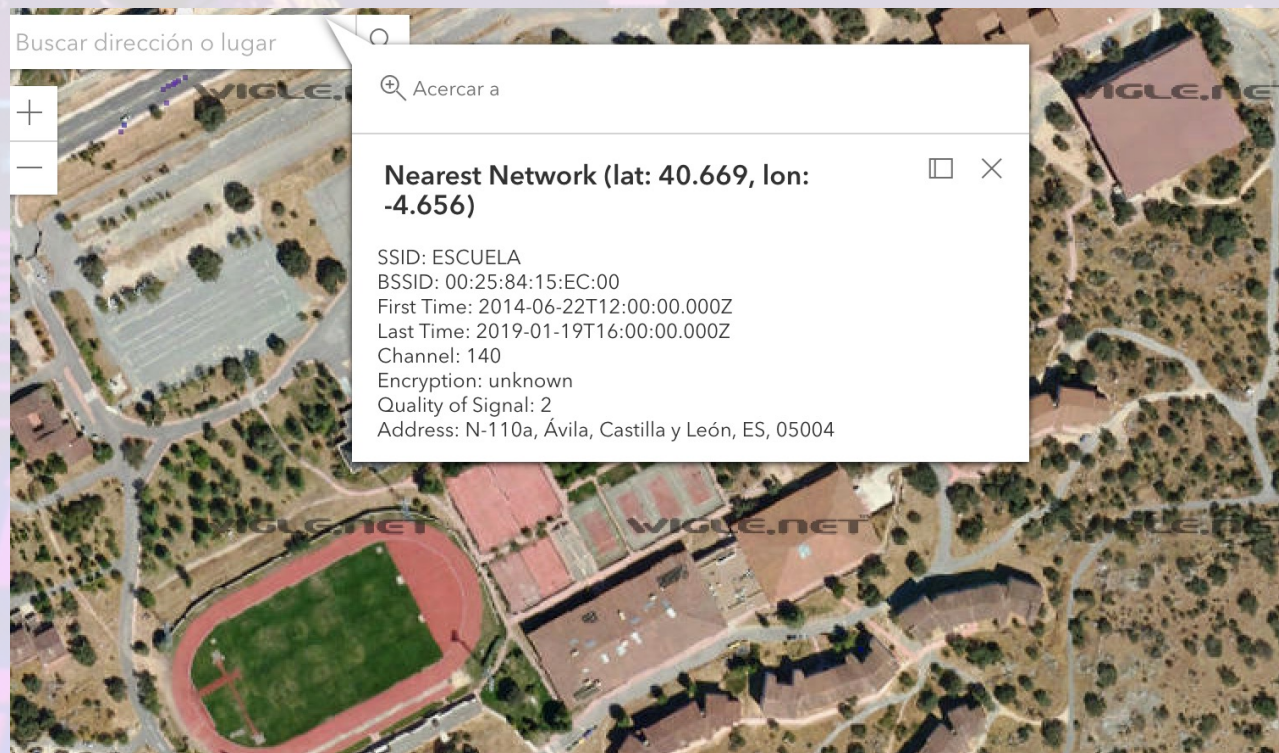 Buscar dirección o lugar
WIGLE.NET
Acercar a
Nearest Network (lat: 40.669, lon:
-4.656)
SSID: ESCUELA
BSSID: 00:25:84:15:EC:00
First Time: 2014-06-22T12:00:00.000Z
Last Time: 2019-01-19T16:00:00.000Z
Channel: 140
Encryption: unknown
Quality of Signal: 2
Address: N-110a, Ávila, Castilla y León, ES, 05004
WIGLE.NET WIGLE.NET WIGLE.NET